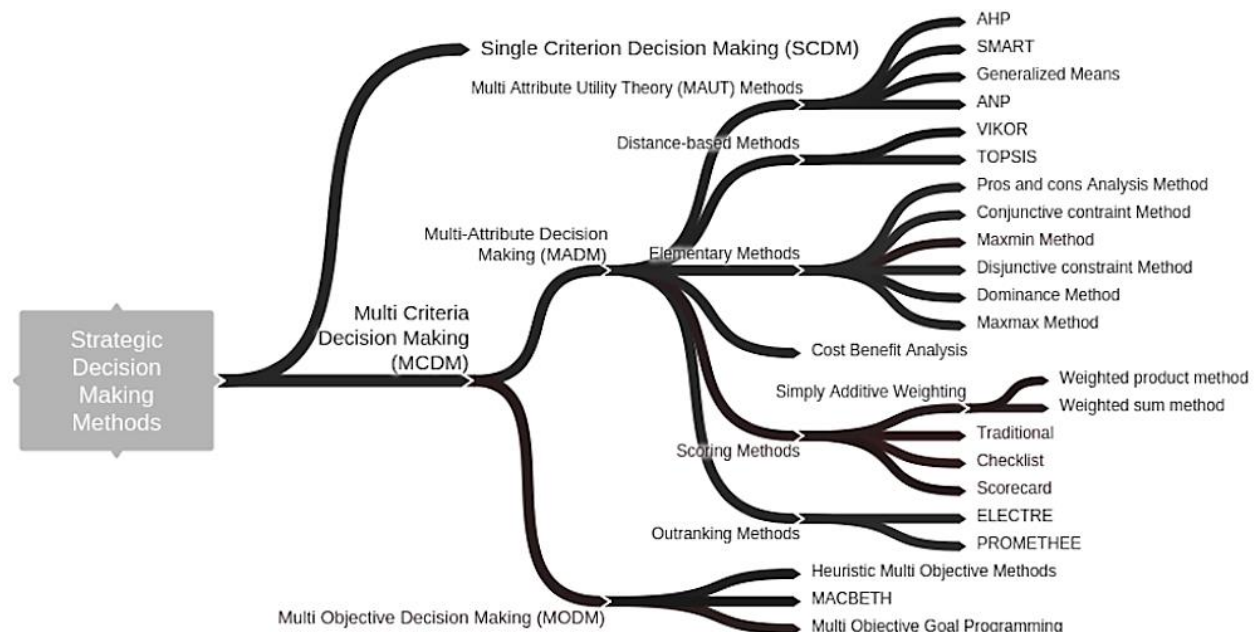 AHP
Single Criterion Decision Making (SCDM)
SMART
Multi Attribute Utility Theory (MAUT) Methods
Generalized Means
ANP
Distance-based Methods
VIKOR
TOPSIS
Pros and cons Analysis Method
Conjunctive contraint Method
Multi-Attribute Decision
Making (MADM)
Elementary Methods
Maxmin Method
Disjunctive constraint Method
Dominance Method
Maxmax Method
Multi Criteria
Decision Making
(MCDM)
Strategic
Decision
Making
Methods
Cost Benefit Analysis
Simply Additive Weighting
Weighted product method
Weighted sum method
Traditional
Scoring Methods
Checklist
Scorecard
ELECTRE
Outranking Methods
PROMETHEE
Heuristic Multi Objective Methods
MACBETH
Multi Objective Decision Making (MODM)
Multi Objective Goal Programming